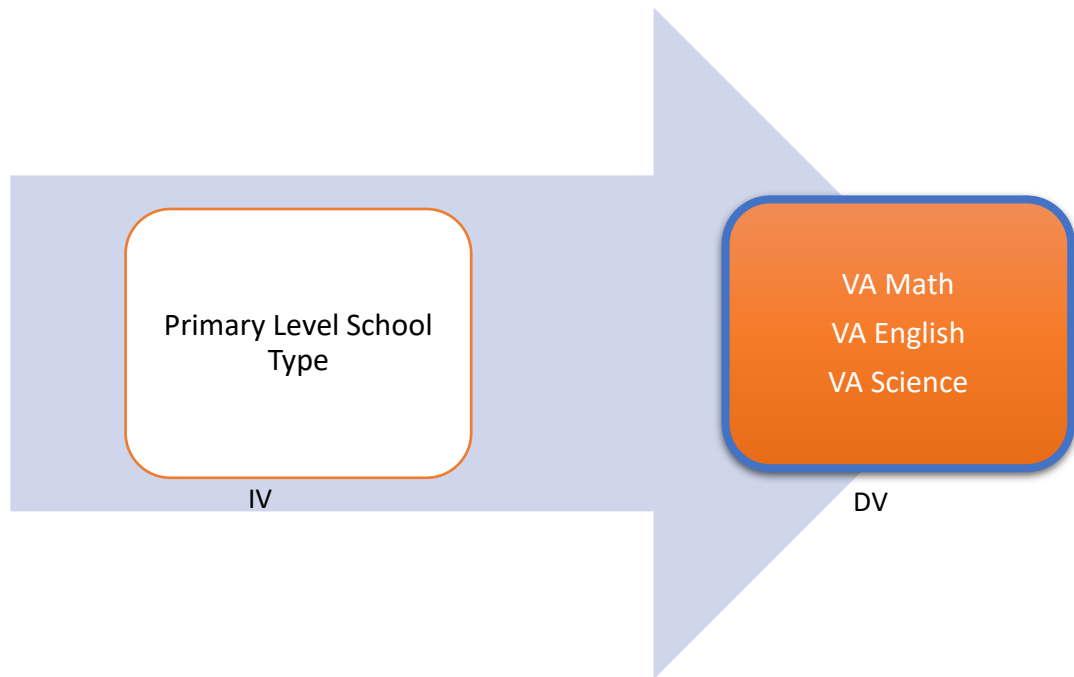 Primary Level School
Type
IV
VA Math
VA English
VA Science
DV